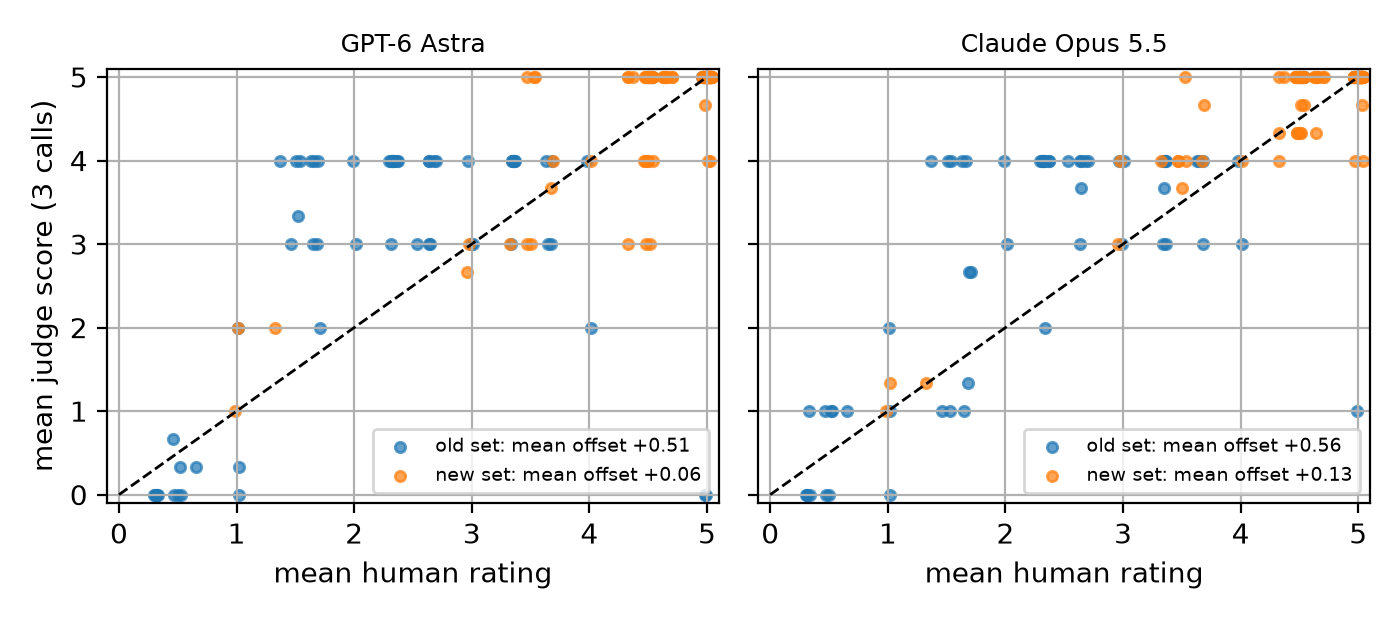 GPT-6 Astra
Claude Opus 5.5
mean judge score (3 calls)
5
4
3
2
1
0
old set: mean offset +0.51
new set: mean offset +0.06
old set: mean offset +0.56
new set: mean offset +0.13
0 1 2 3 4 5
0 1 2 3 4 5
mean human rating
mean human rating